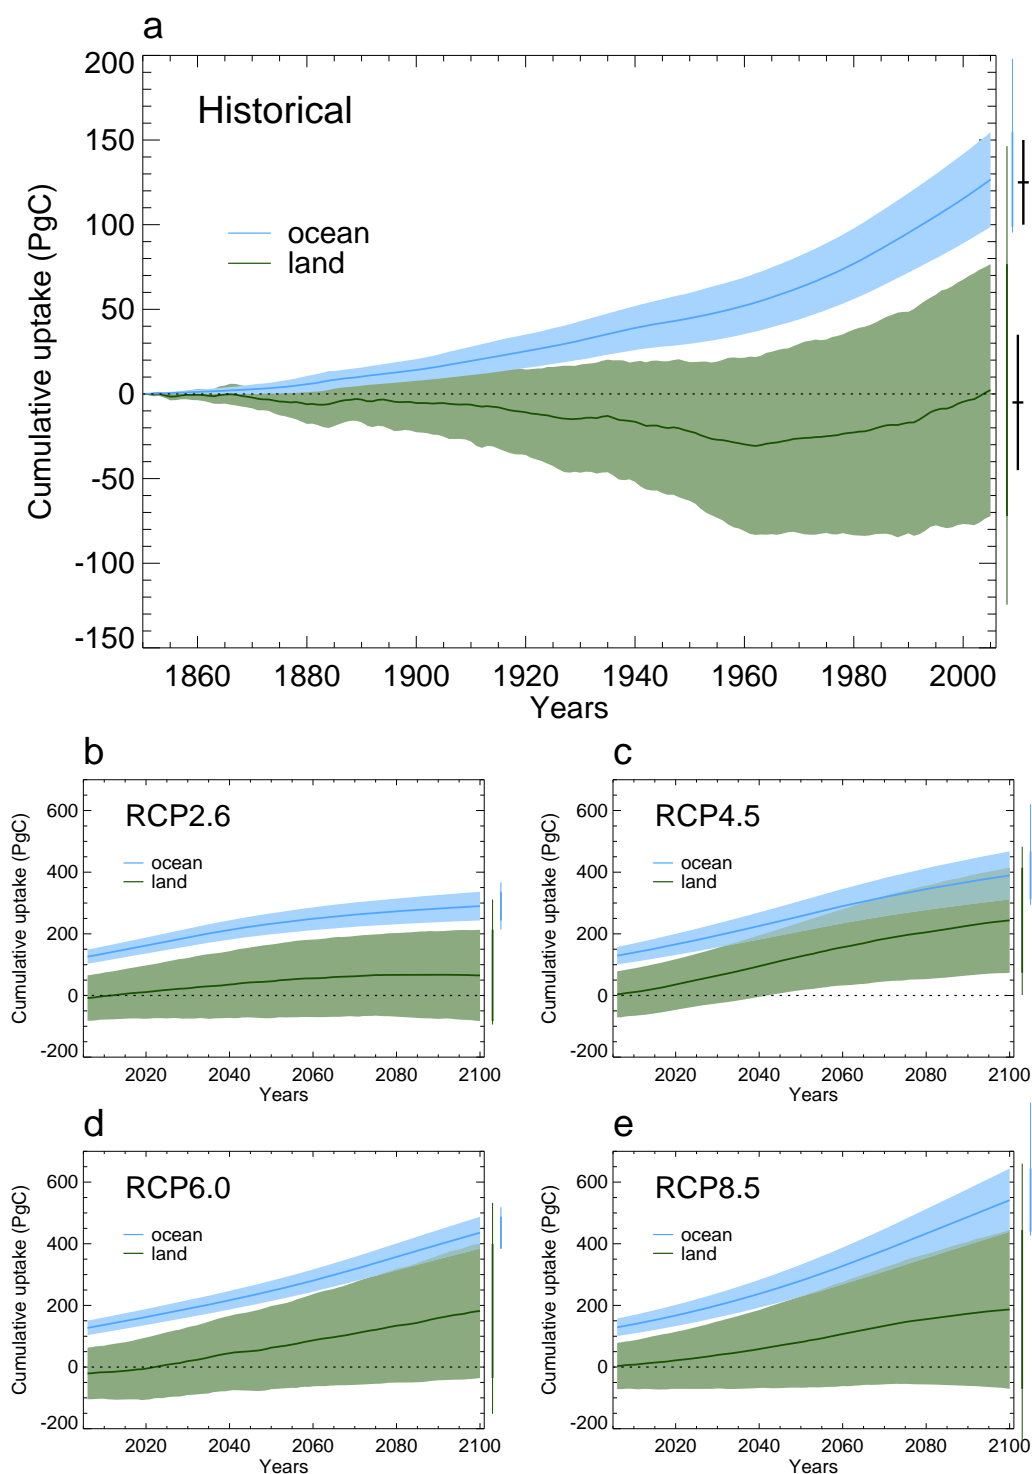 a
Historical
ocean
land
Cumulative uptake (PgC)
200
150
100
50
0
-50
-100
-150
1860 1880 1900 1920 1940 1960 1980 2000
Years
b
RCP2.6
ocean
land
Cumulative uptake (PgC)
600
400
200
0
-200
2020 2040 2060 2080 2100
Years
c
RCP4.5
ocean
land
Cumulative uptake (PgC)
600
400
200
0
-200
2020 2040 2060 2080 2100
Years
d
RCP6.0
ocean
land
Cumulative uptake (PgC)
600
400
200
0
-200
2020 2040 2060 2080 2100
Years
e
RCP8.5
ocean
land
Cumulative uptake (PgC)
600
400
200
0
-200
2020 2040 2060 2080 2100
Years